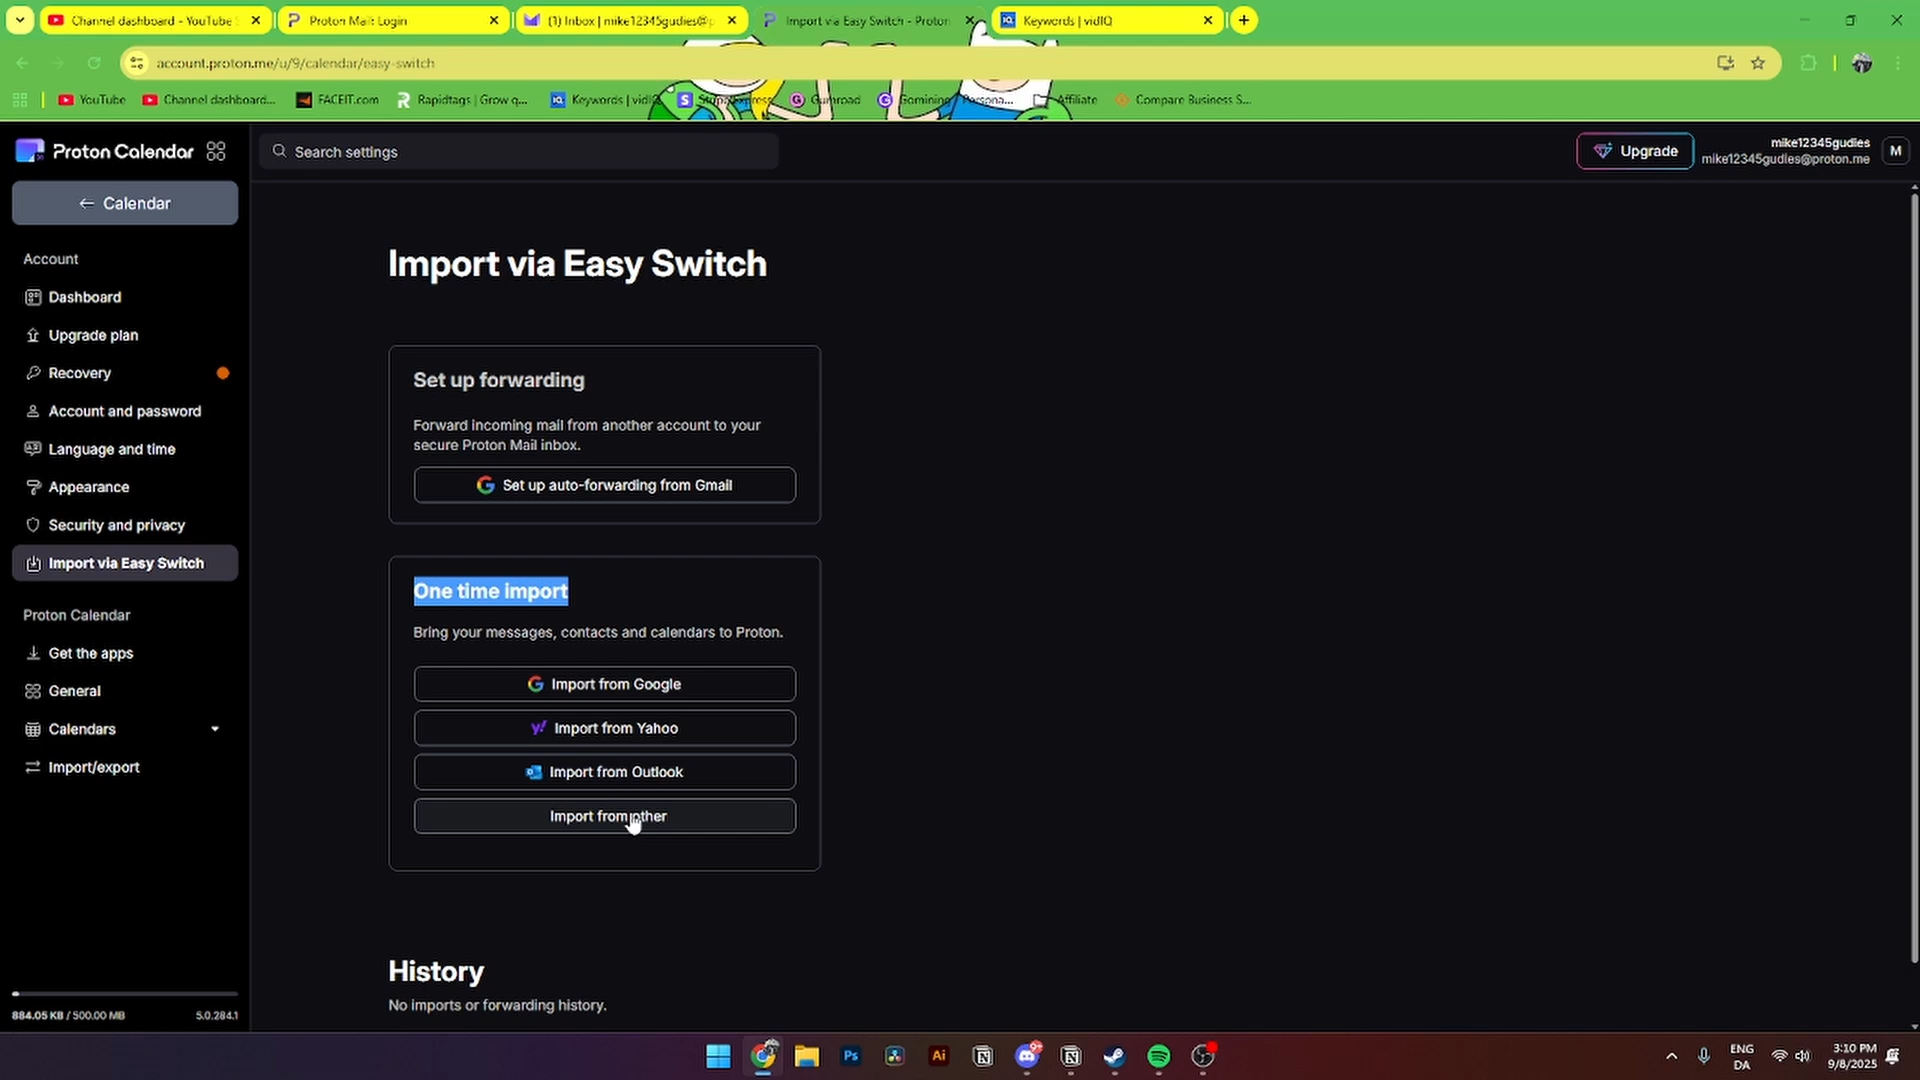 Channel dashboard - YouTube S
Proton Mail: Login
(1) Inbox | mike12345gudies@p
Import via Easy Switch - Proton
Keywords | vidIQ
account.proton.me/u/9/calendar/easy-switch
YouTube
Channel dashboard...
FACEIT.com
Rapidtags | Grow q...
Keywords | vidIQ
Gumroad
Gomining | Persona...
Affiliate
Compare Business S...
Proton Calendar
Search settings
Upgrade
mike12345gudies
mike12345gudies@proton.me
M
← Calendar
Account
Dashboard
Upgrade plan
Recovery
Account and password
Language and time
Appearance
Security and privacy
Import via Easy Switch
Proton Calendar
Get the apps
General
Calendars
Import/export
884.05 KB / 500.00 MB
5.0.284.1
Import via Easy Switch
Set up forwarding
Forward incoming mail from another account to your
secure Proton Mail inbox.
Set up auto-forwarding from Gmail
One time import
Bring your messages, contacts and calendars to Proton.
Import from Google
Import from Yahoo
Import from Outlook
Import from other
History
No imports or forwarding history.
ENG
DA
3:10 PM
9/8/2025